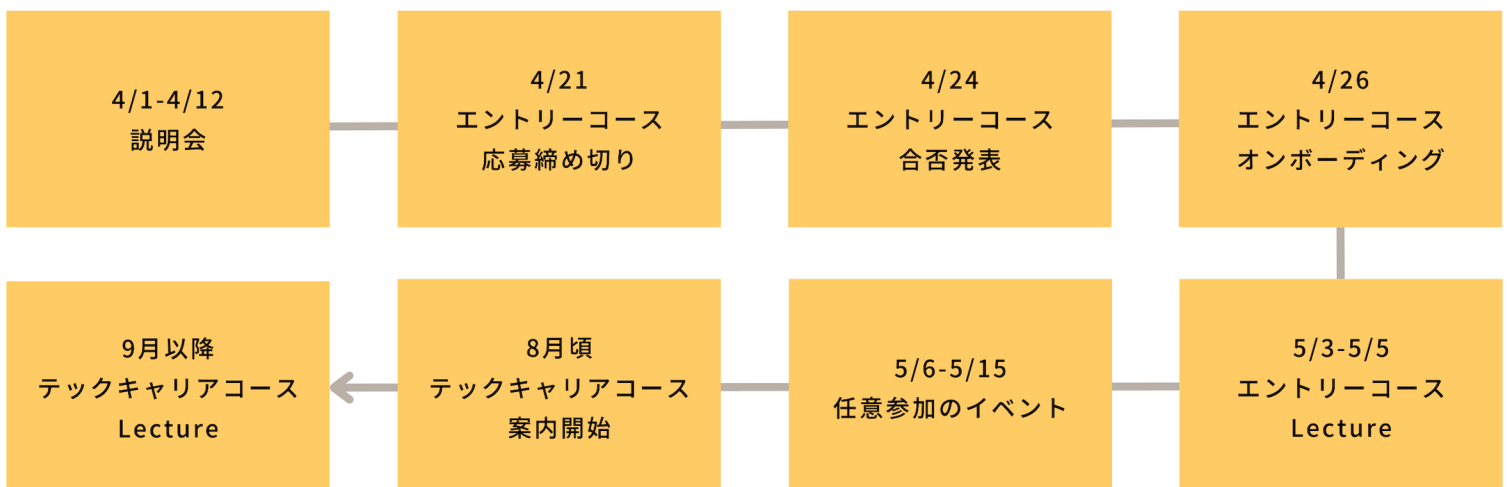 4/1-4/12
説明会
4/21
エントリーコース
応募締め切り
4/24
エントリーコース
合否発表
4/26
エントリーコース
オンボーディング
5/3-5/5
エントリーコース
Lecture
5/6-5/15
任意参加のイベント
8月頃
テックキャリアコース
案内開始
9月以降
テックキャリアコース
Lecture